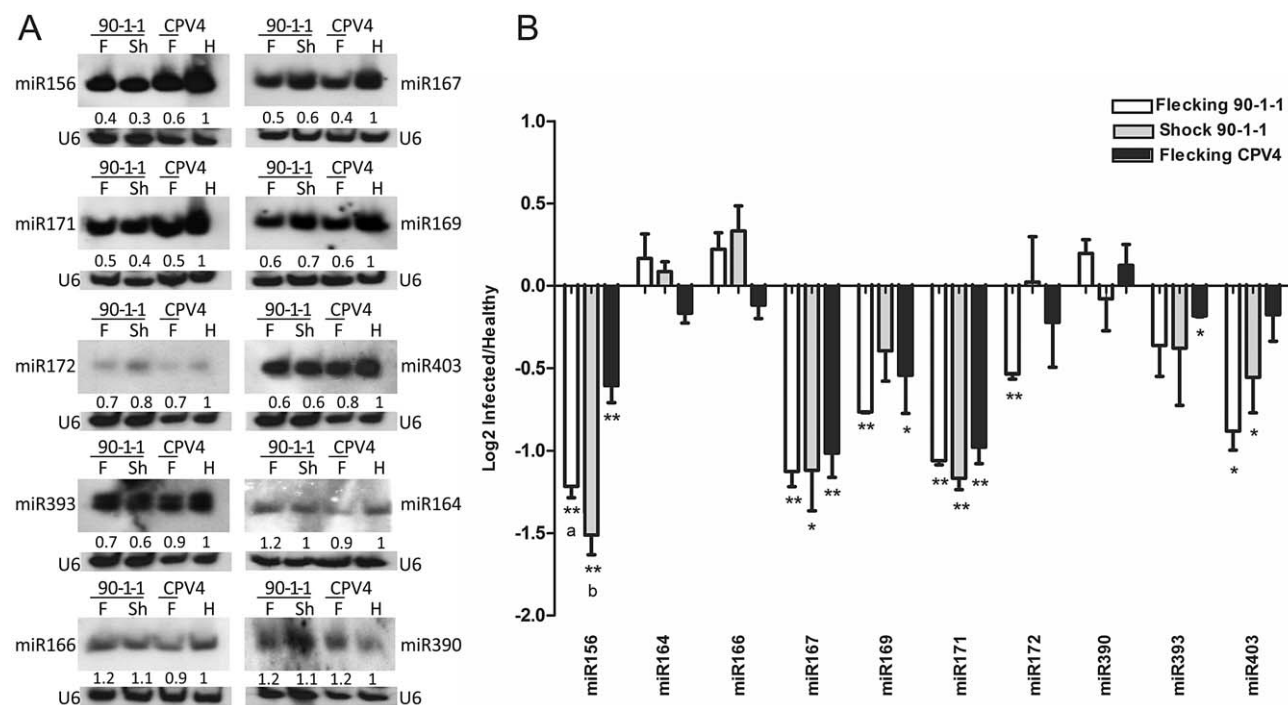 A
90-1-1 CPV4
F Sh F H
miR156
0.4 0.3 0.6 1
U6
90-1-1 CPV4
F Sh F H
miR167
0.5 0.6 0.4 1
U6
90-1-1 CPV4
F Sh F H
miR171
0.5 0.4 0.5 1
U6
90-1-1 CPV4
F Sh F H
miR169
0.6 0.7 0.6 1
U6
90-1-1 CPV4
F Sh F H
miR172
0.7 0.8 0.7 1
U6
90-1-1 CPV4
F Sh F H
miR403
0.6 0.6 0.8 1
U6
90-1-1 CPV4
F Sh F H
miR393
0.7 0.6 0.9 1
U6
90-1-1 CPV4
F Sh F H
miR164
1.2 1 0.9 1
U6
90-1-1 CPV4
F Sh F H
miR166
1.2 1.1 0.9 1
U6
90-1-1 CPV4
F Sh F H
miR390
1.2 1.1 1.2 1
U6
B
Flecking 90-1-1
Shock 90-1-1
Flecking CPV4
Log2 Infected/Healthy
1.0
0.5
0.0
-0.5
-1.0
-1.5
-2.0
** a
** b
**
**
*
**
**
*
**
**
**
**
*
*
*
miR156
miR164
miR166
miR167
miR169
miR171
miR172
miR390
miR393
miR403